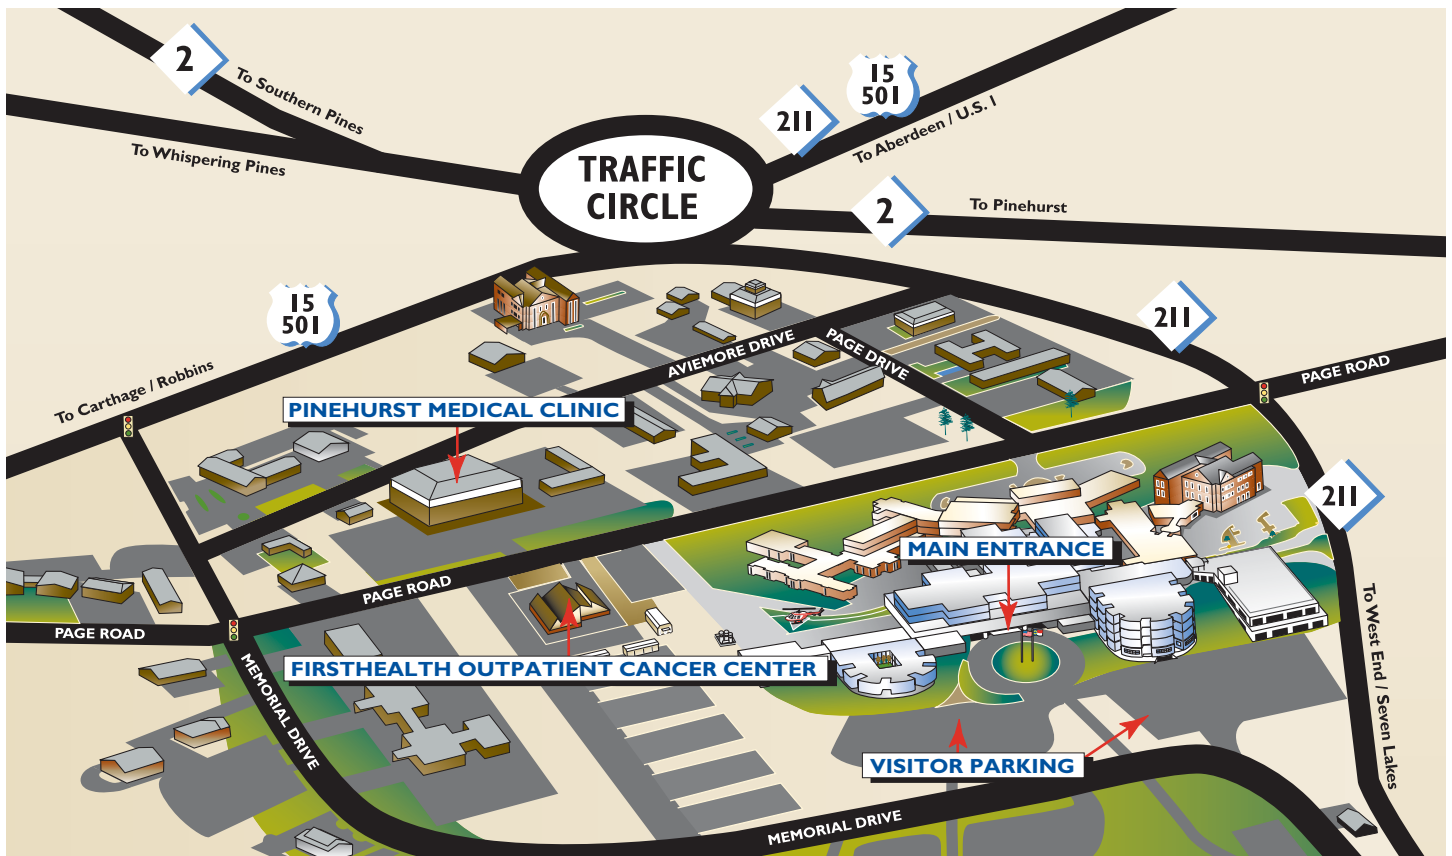 2
To Southern Pines
To Whispering Pines
TRAFFIC
CIRCLE
211
15
501
To Aberdeen / U.S. 1
2
To Pinehurst
15
501
To Carthage / Robbins
211
PAGE ROAD
AVIEMORE DRIVE
PAGE DRIVE
PINEHURST MEDICAL CLINIC
211
MAIN ENTRANCE
PAGE ROAD
PAGE ROAD
FIRSTHEALTH OUTPATIENT CANCER CENTER
MEMORIAL DRIVE
To West End / Seven Lakes
VISITOR PARKING
MEMORIAL DRIVE